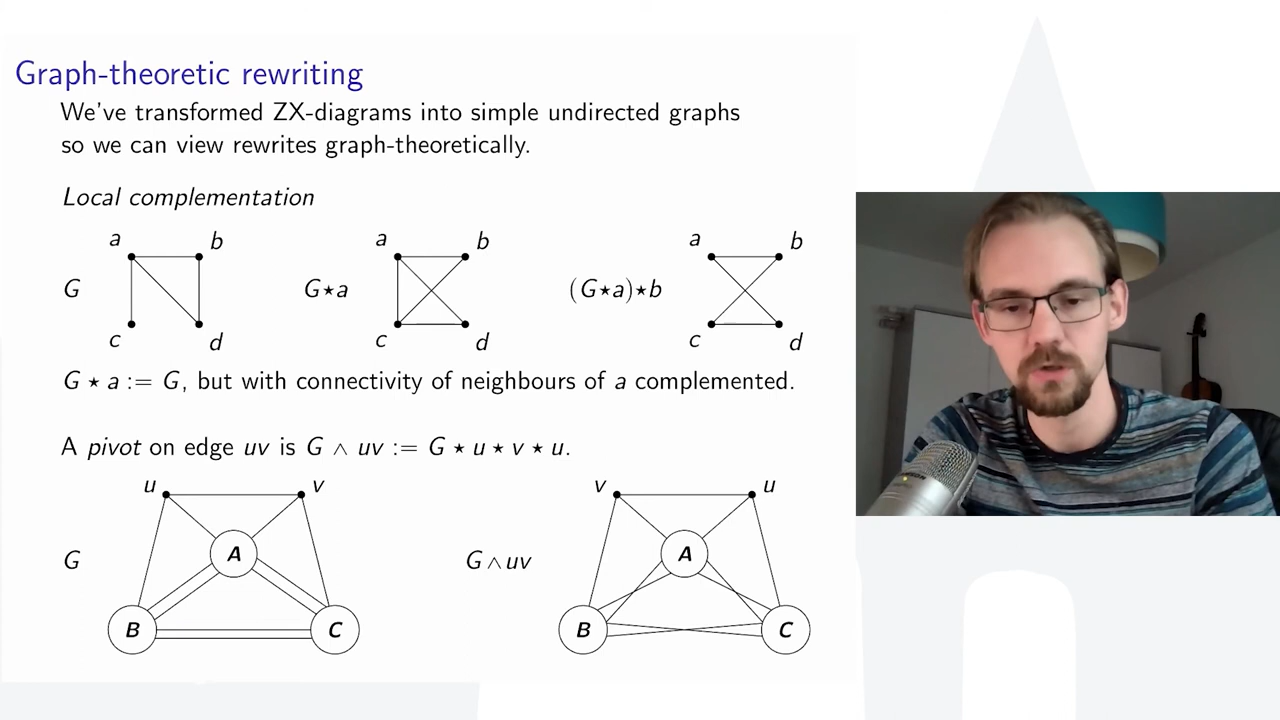 Graph-theoretic rewriting
We've transformed ZX-diagrams into simple undirected graphs
so we can view rewrites graph-theoretically.
Local complementation
a b a b a b
G G⋆a (G⋆a)⋆b
c d c d c d
G ⋆ a := G, but with connectivity of neighbours of a complemented.
A pivot on edge uv is G ∧ uv := G ⋆ u ⋆ v ⋆ u.
u v v u
G A G∧uv A
B C B C